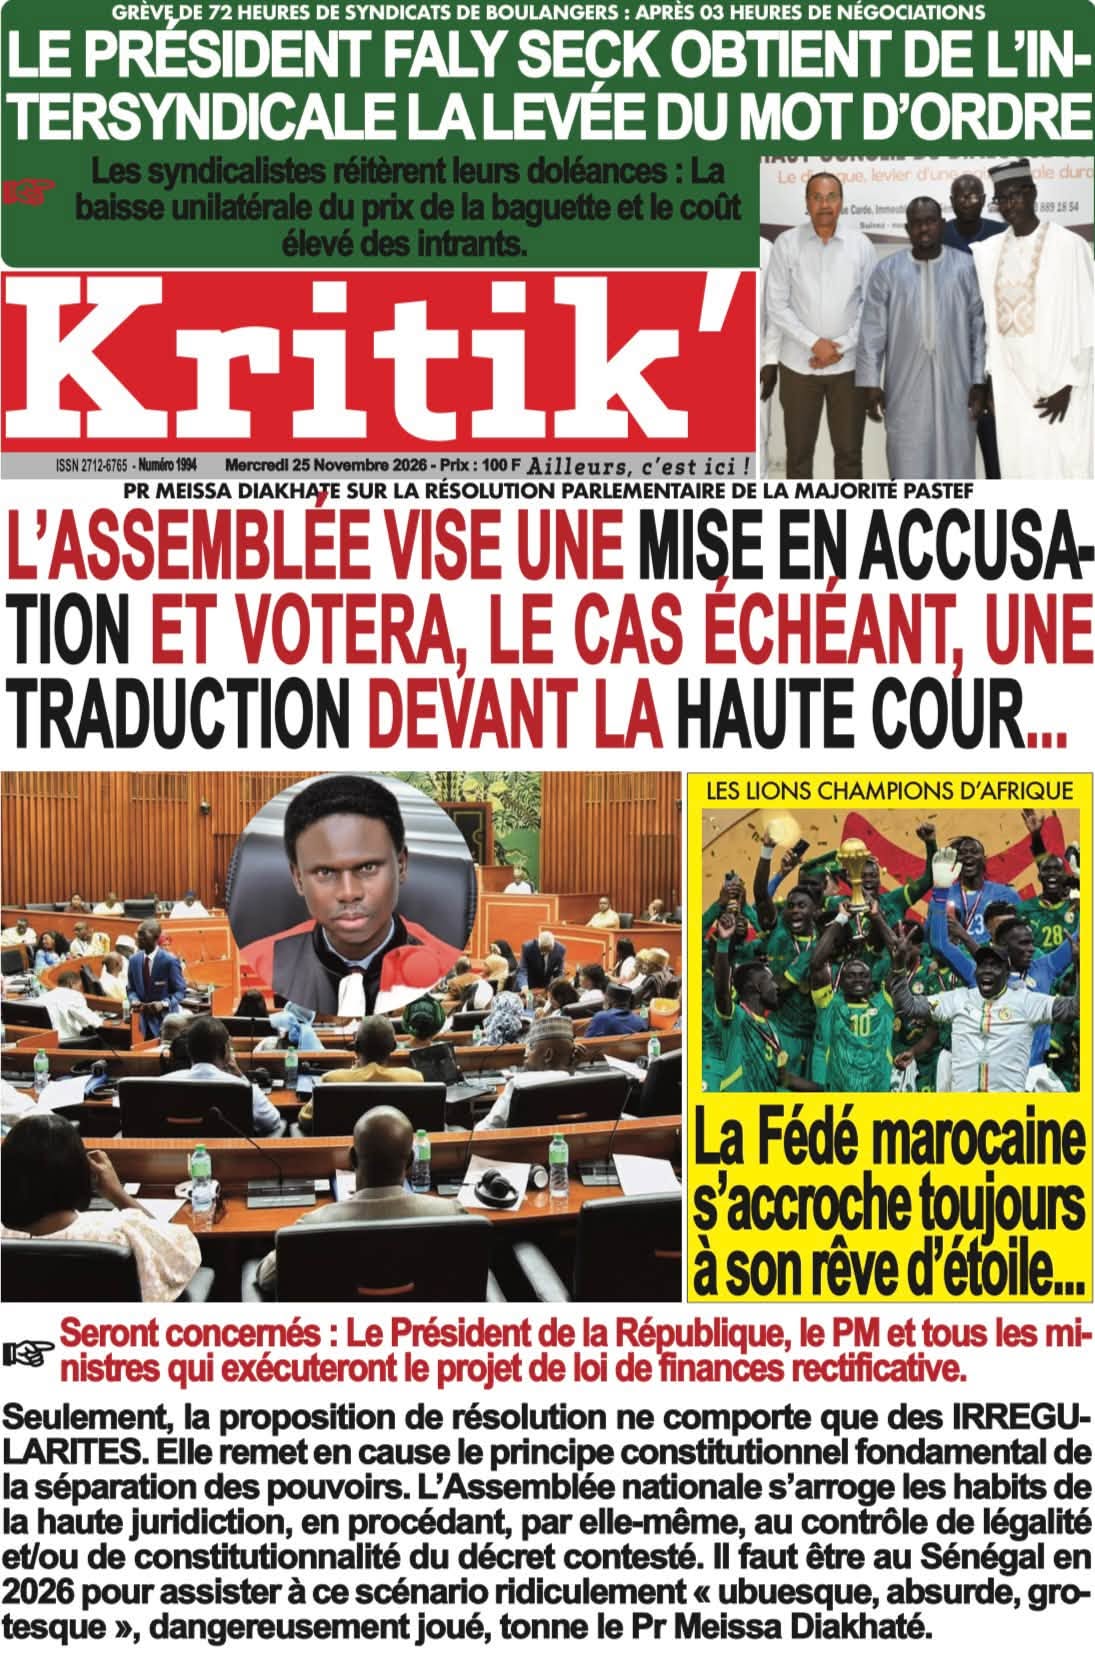 GRÈVE DE 72 HEURES DE SYNDICATS DE BOULANGERS : APRÈS 03 HEURES DE NÉGOCIATIONS
LE PRÉSIDENT FALY SECK OBTIENT DE L'IN-
TERSYNDICALE LA LEVÉE DU MOT D'ORDRE
Les syndicalistes réitèrent leurs doléances : La
baisse unilatérale du prix de la baguette et le coût
élevé des intrants.
Le dialogue, levier d'une
889 18 54
Kritik'
ISSN 2712-6765 - Numéro 1994 Mercredi 25 Novembre 2026 - Prix : 100 F Ailleurs, c'est ici !
PR MEISSA DIAKHATE SUR LA RÉSOLUTION PARLEMENTAIRE DE LA MAJORITÉ PASTEF
L'ASSEMBLÉE VISE UNE MISE EN ACCUSA-
TION ET VOTERA, LE CAS ÉCHÉANT, UNE
TRADUCTION DEVANT LA HAUTE COUR...
LES LIONS CHAMPIONS D'AFRIQUE
23
28
10
La Fédé marocaine
s'accroche toujours
à son rêve d'étoile...
Seront concernés : Le Président de la République, le PM et tous les mi-
nistres qui exécuteront le projet de loi de finances rectificative.
Seulement, la proposition de résolution ne comporte que des IRREGU-
LARITES. Elle remet en cause le principe constitutionnel fondamental de
la séparation des pouvoirs. L'Assemblée nationale s'arroge les habits de
la haute juridiction, en procédant, par elle-même, au contrôle de légalité
et/ou de constitutionnalité du décret contesté. Il faut être au Sénégal en
2026 pour assister à ce scénario ridiculement « ubuesque, absurde, gro-
tesque », dangereusement joué, tonne le Pr Meissa Diakhaté.